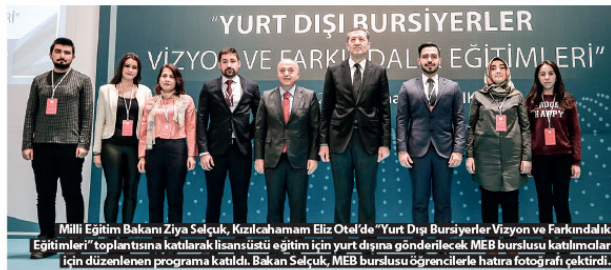 "YURT DIŞI BURSİYERLER
VİZYON VE FARKINDALIK EĞİTİMLERİ"
Milli Eğitim Bakanı Ziya Selçuk, Kızılcahamam Eliz Otel'de "Yurt Dışı Bursiyerler Vizyon ve Farkındalık
Eğitimleri" toplantısına katılarak lisansüstü eğitim için yurt dışına gönderilecek MEB burslusu katılımcılar
için düzenlenen programa katıldı. Bakan Selçuk, MEB burslusu öğrencilerle hatıra fotoğrafı çektirdi.
HAPPY